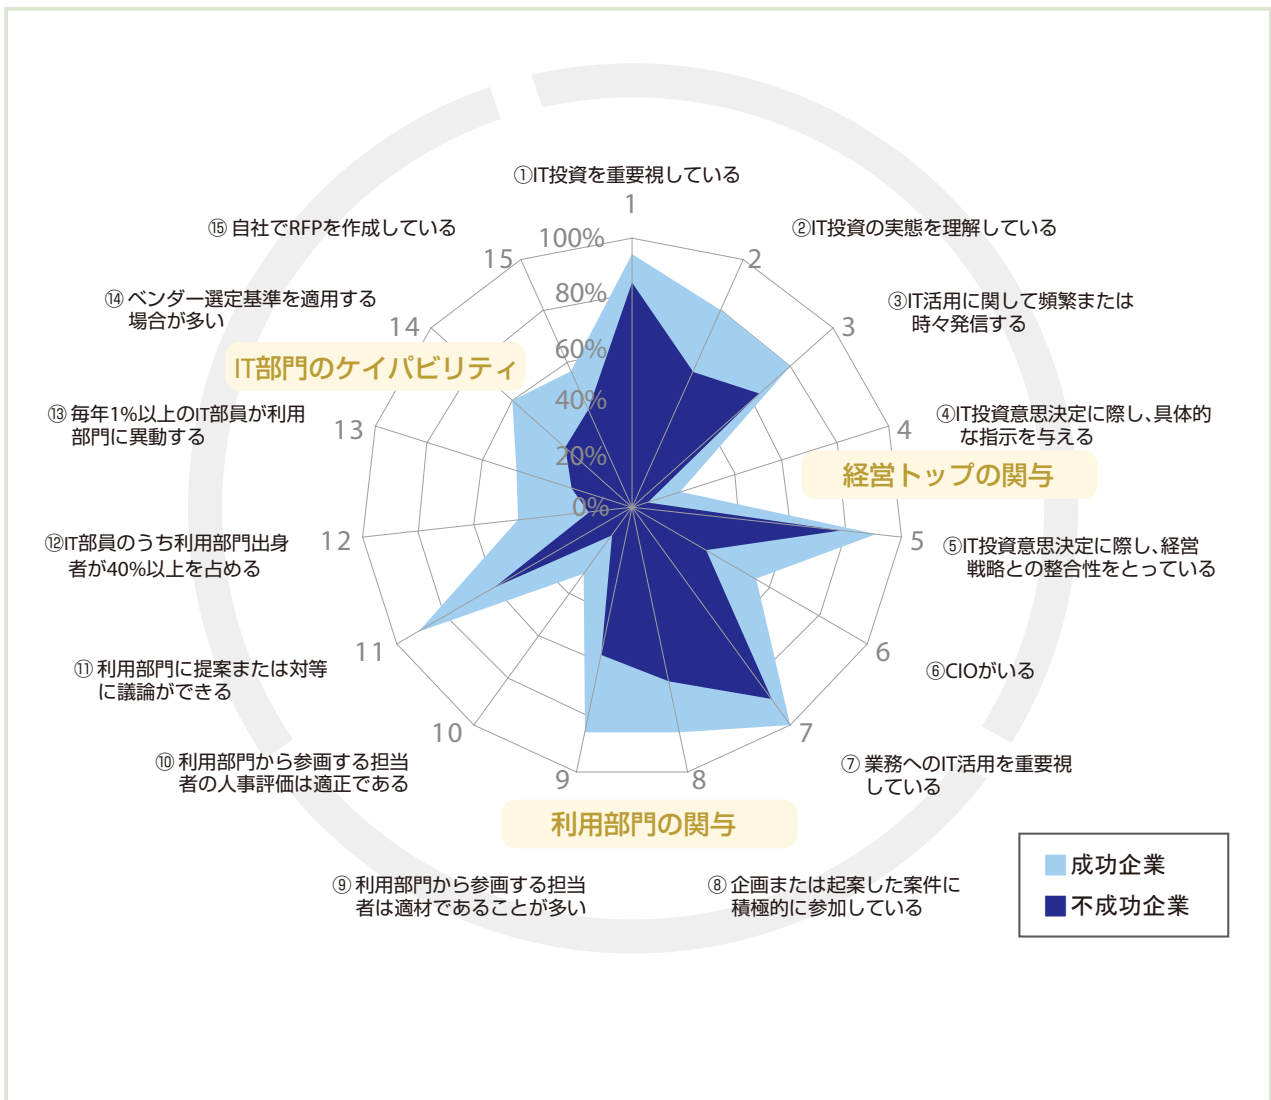 ①IT投資を重要視している
1
②IT投資の実態を理解している
2
③IT活用に関して頻繁または
時々発信する
3
④IT投資意思決定に際し、具体的
な指示を与える
4
経営トップの関与
⑤IT投資意思決定に際し、経営
戦略との整合性をとっている
5
⑥CIOがいる
6
⑦ 業務へのIT活用を重要視
している
7
⑧ 企画または起案した案件に
積極的に参加している
8
利用部門の関与
⑨ 利用部門から参画する担当
者は適材であることが多い
9
⑩ 利用部門から参画する担当
者の人事評価は適正である
10
⑪ 利用部門に提案または対等
に議論ができる
11
⑫IT部員のうち利用部門出身
者が40%以上を占める
12
⑬ 毎年1%以上のIT部員が利用
部門に異動する
13
IT部門のケイパビリティ
⑭ ベンダー選定基準を適用する
場合が多い
14
⑮ 自社でRFPを作成している
15
100%
80%
60%
40%
20%
0%
成功企業
不成功企業